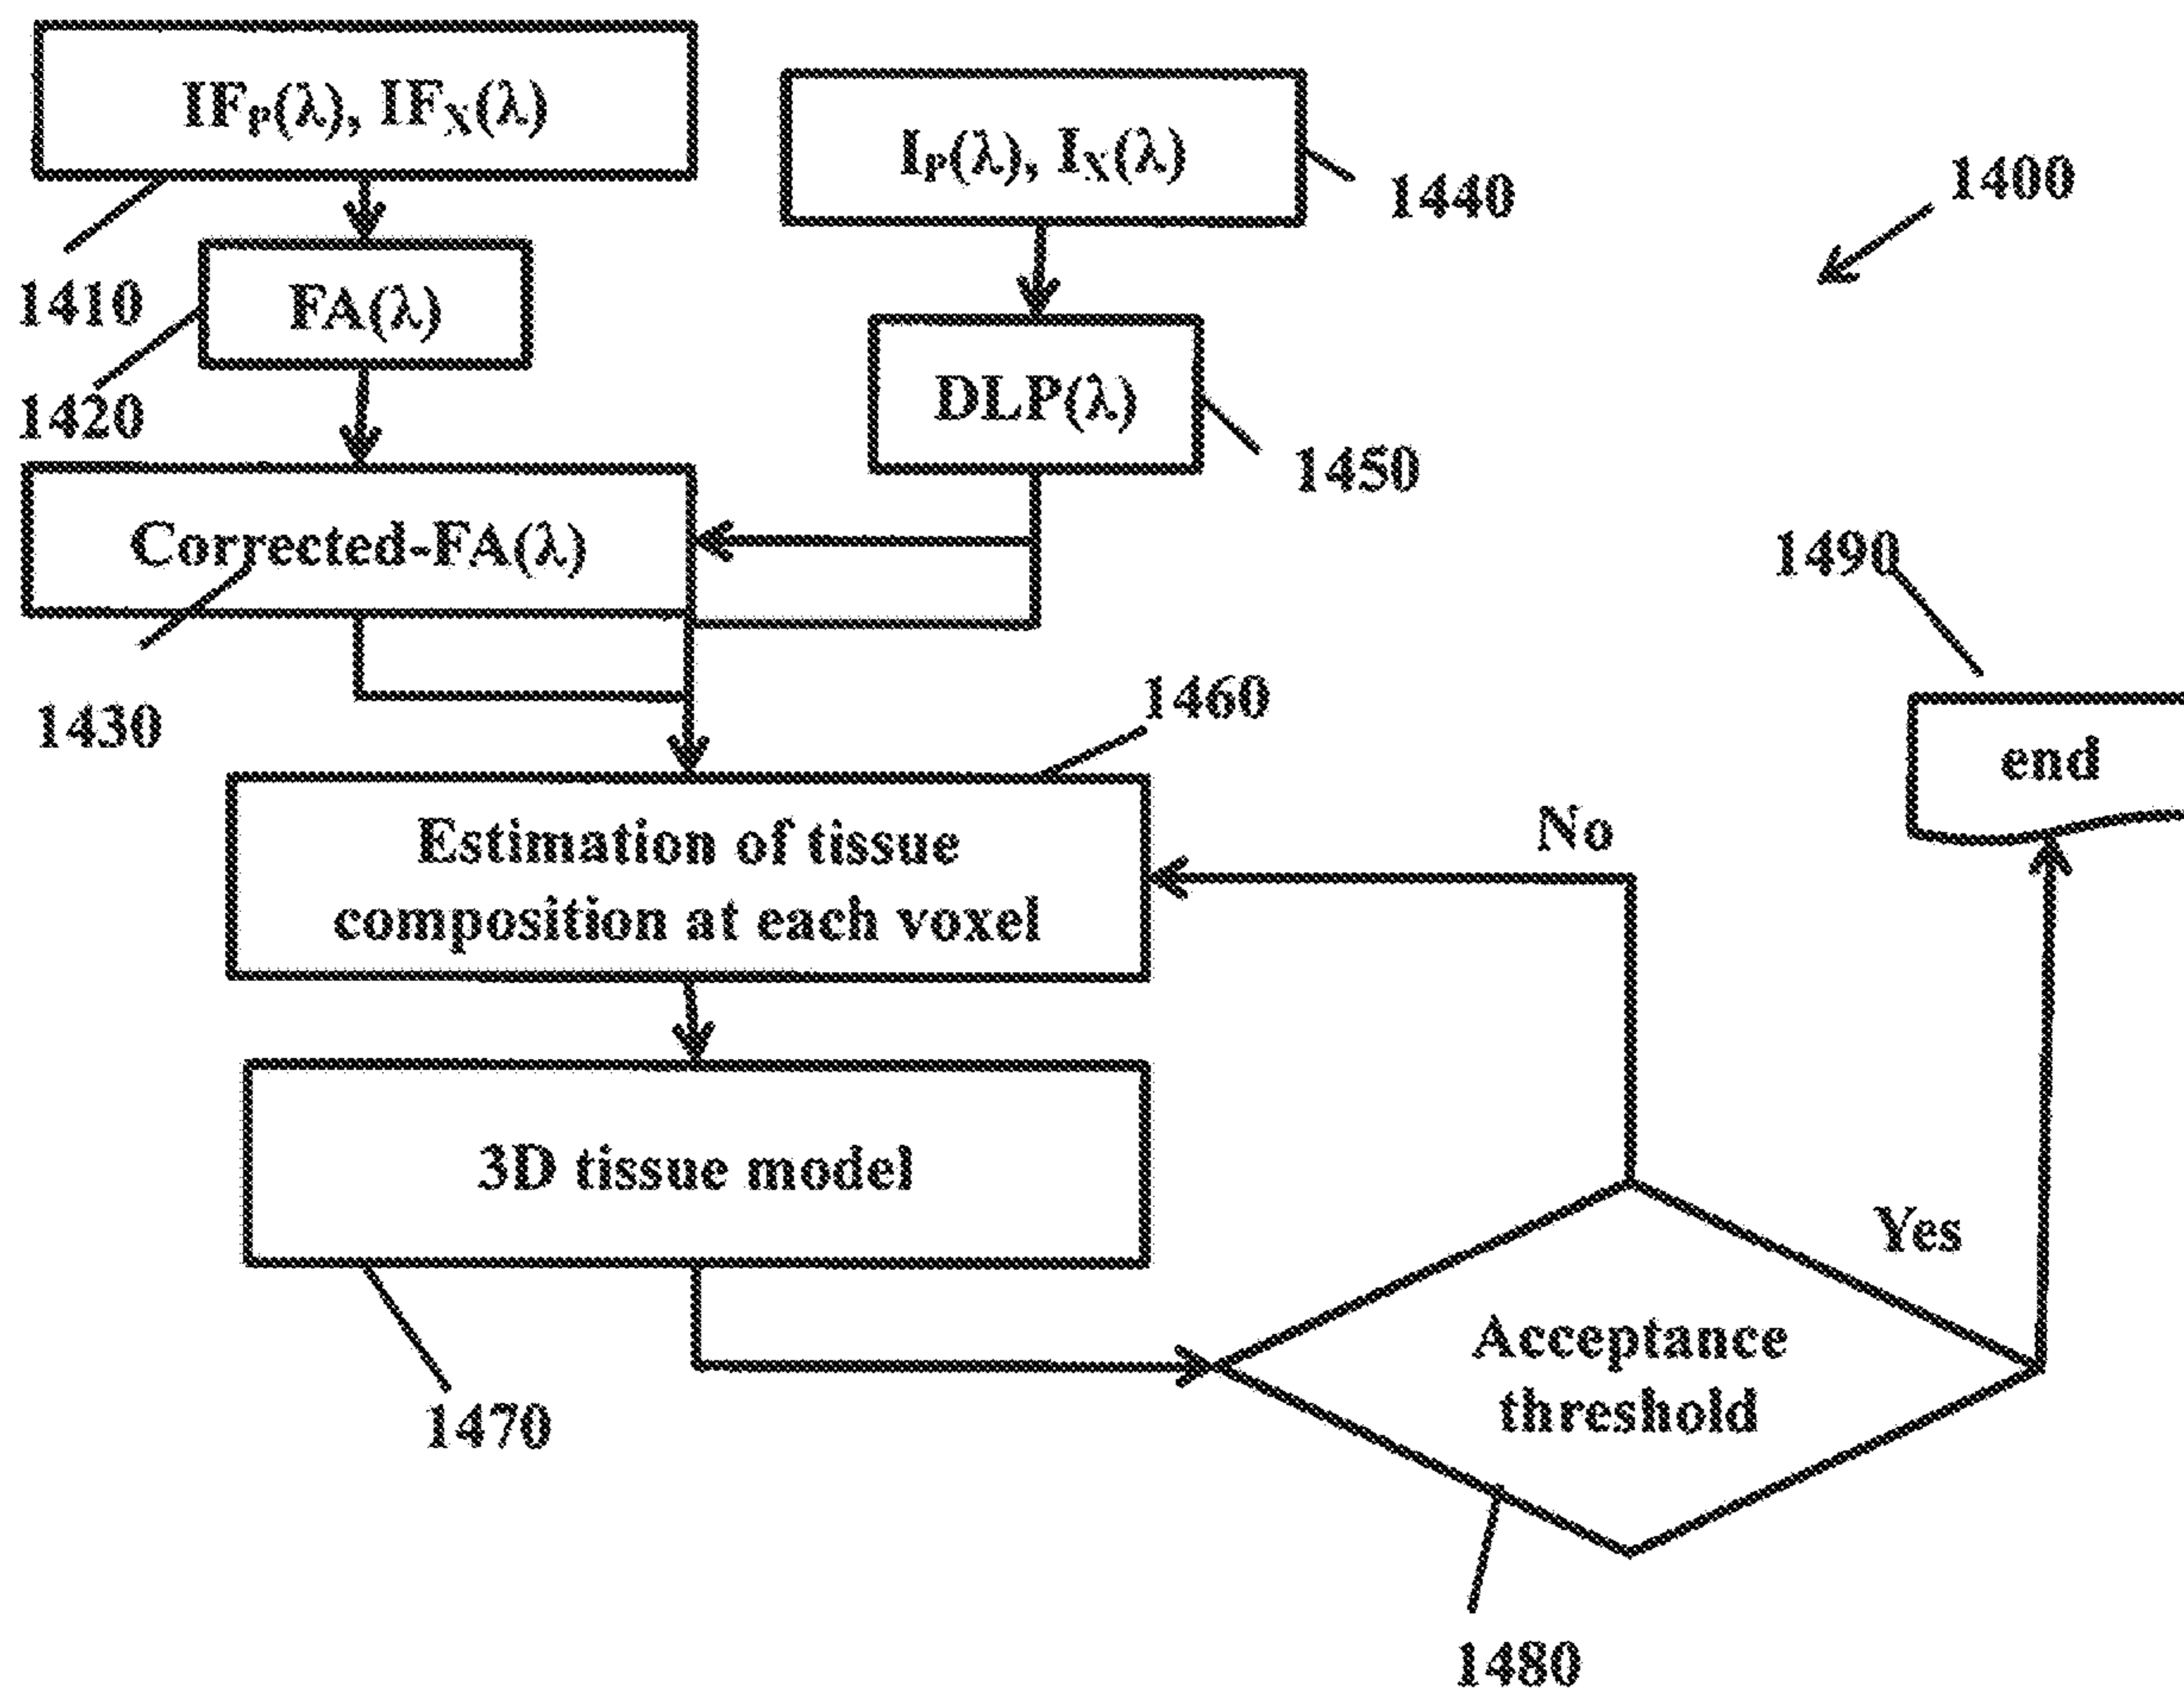 IFP(λ), IFX(λ)
IP(λ), IX(λ)
1440
1400
1410
FA(λ)
1420
DLP(λ)
1450
Corrected-FA(λ)
1430
1490
1460
end
No
Estimation of tissue
composition at each voxel
3D tissue model
Yes
1470
Acceptance
threshold
1480